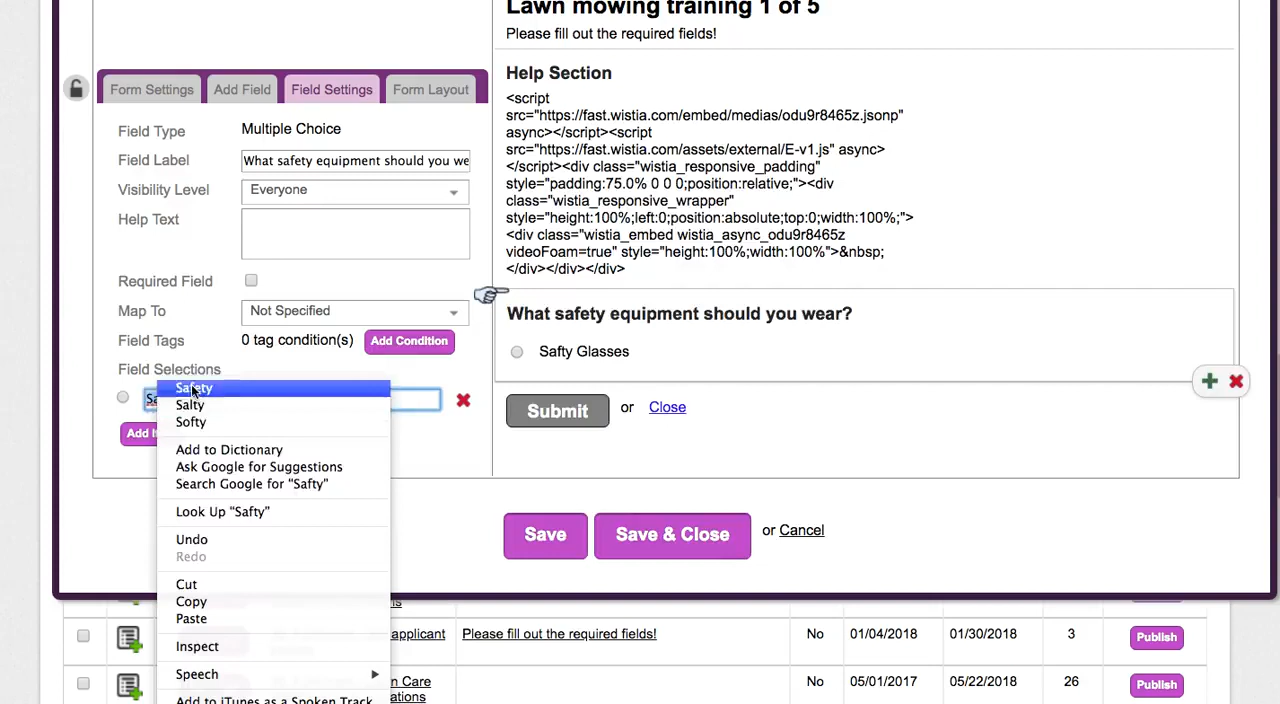 Lawn mowing training 1 of 5
Please fill out the required fields!
Form Settings
Add Field
Field Settings
Form Layout
Field Type
Multiple Choice
Field Label
What safety equipment should you we
Visibility Level
Everyone
Help Text
Required Field
Map To
Not Specified
Field Tags
0 tag condition(s)
Add Condition
Field Selections
Help Section
<script
src="https://fast.wistia.com/embed/medias/odu9r8465z.jsonp"
async></script><script
src="https://fast.wistia.com/assets/external/E-v1.js" async>
</script><div class="wistia_responsive_padding"
style="padding:75.0% 0 0 0;position:relative;"><div
class="wistia_responsive_wrapper"
style="height:100%;left:0;position:absolute;top:0;width:100%;">
<div class="wistia_embed wistia_async_odu9r8465z
videoFoam=true" style="height:100%;width:100%">&nbsp;
</div></div></div>
What safety equipment should you wear?
Safty Glasses
Submit
or
Close
Safety
Salty
Softy
Add to Dictionary
Ask Google for Suggestions
Search Google for “Safty”
Look Up “Safty”
Undo
Redo
Cut
Copy
Paste
Inspect
Speech
Add to iTunes as a Spoken Track
Save
Save & Close
or Cancel
applicant
Please fill out the required fields!
No
01/04/2018
01/30/2018
3
Publish
Care
No
05/01/2017
05/22/2018
26
Publish